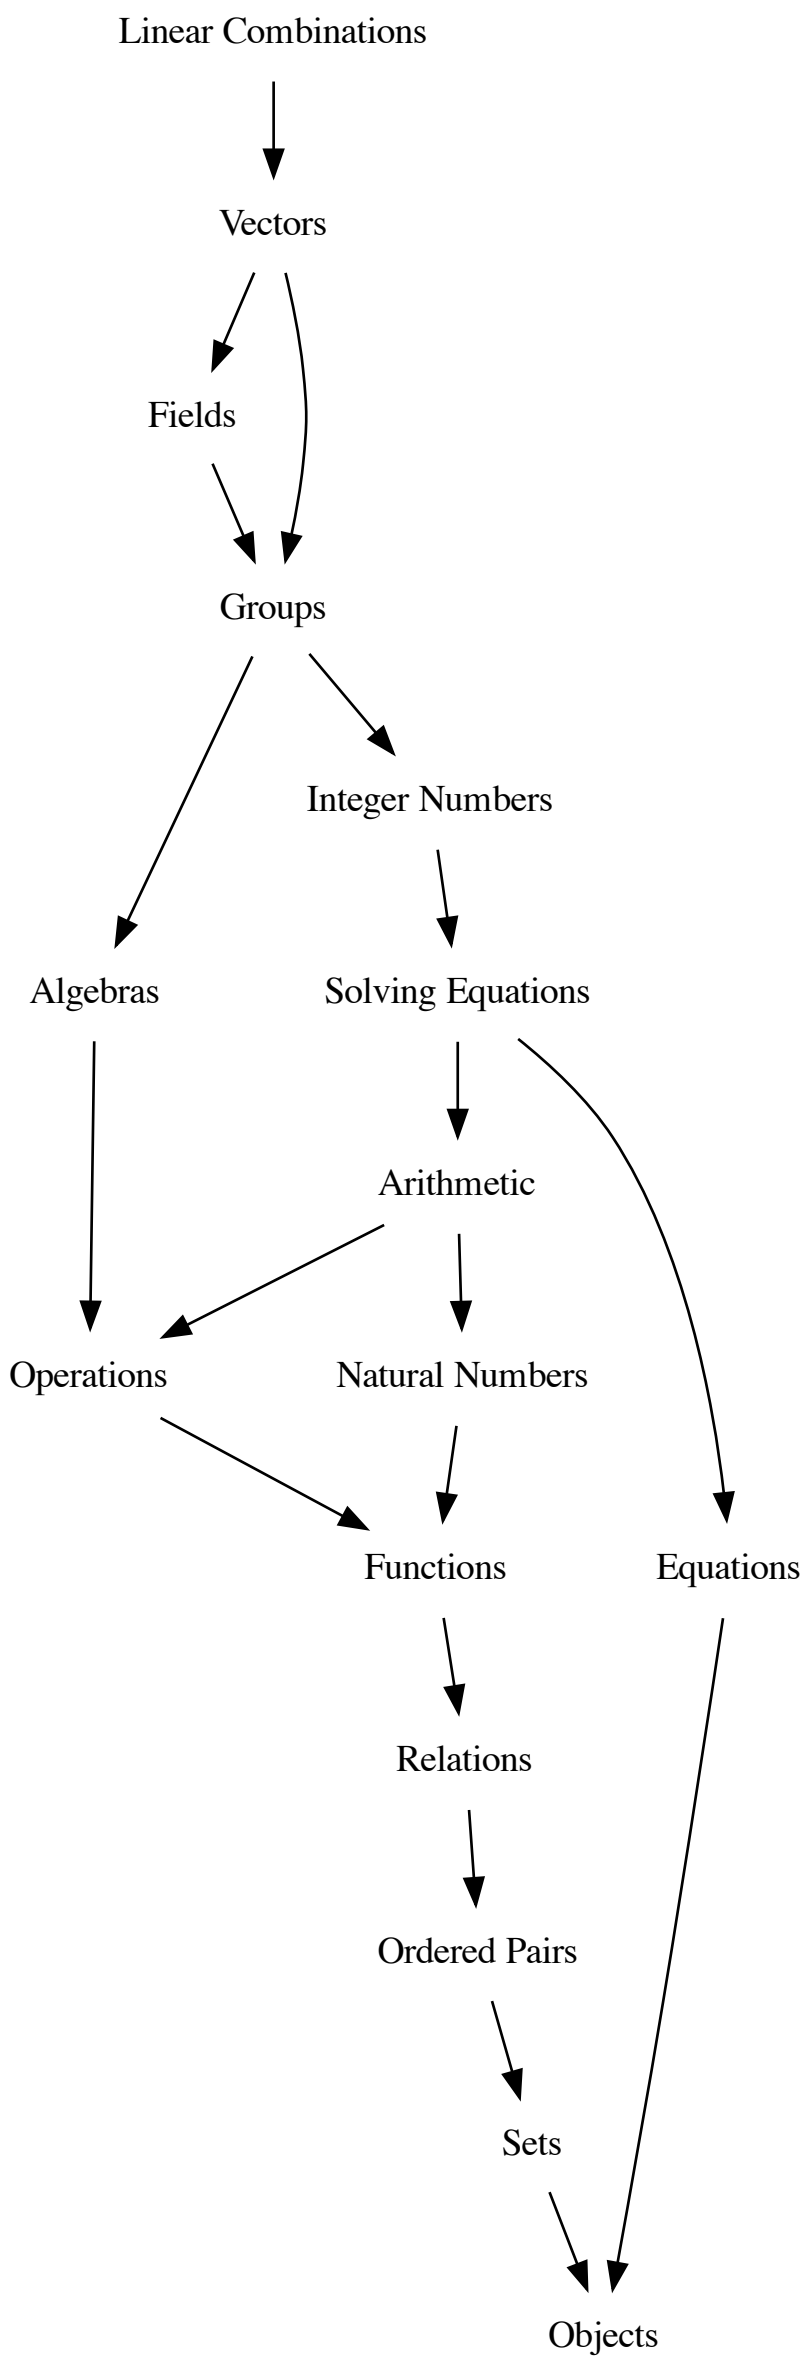 Linear Combinations
Vectors
Fields
Groups
Integer Numbers
Algebras
Solving Equations
Arithmetic
Operations
Natural Numbers
Functions
Equations
Relations
Ordered Pairs
Sets
Objects